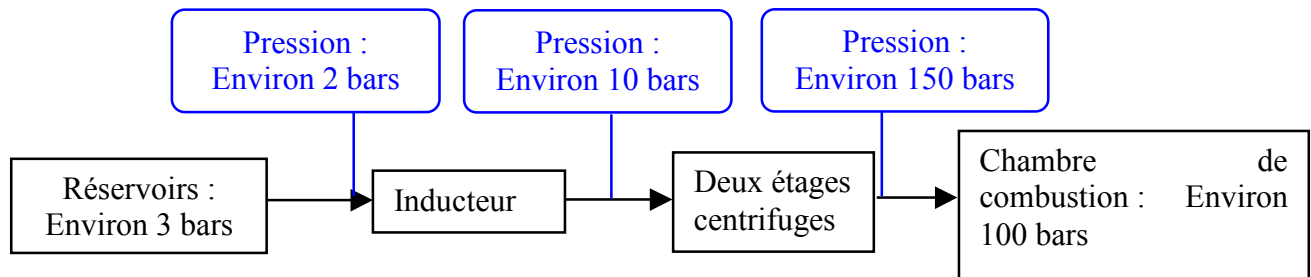 Pression :
Environ 2 bars
Pression :
Environ 10 bars
Pression :
Environ 150 bars
Réservoirs :
Environ 3 bars
Inducteur
Deux étages
centrifuges
Chambre de
combustion : Environ
100 bars